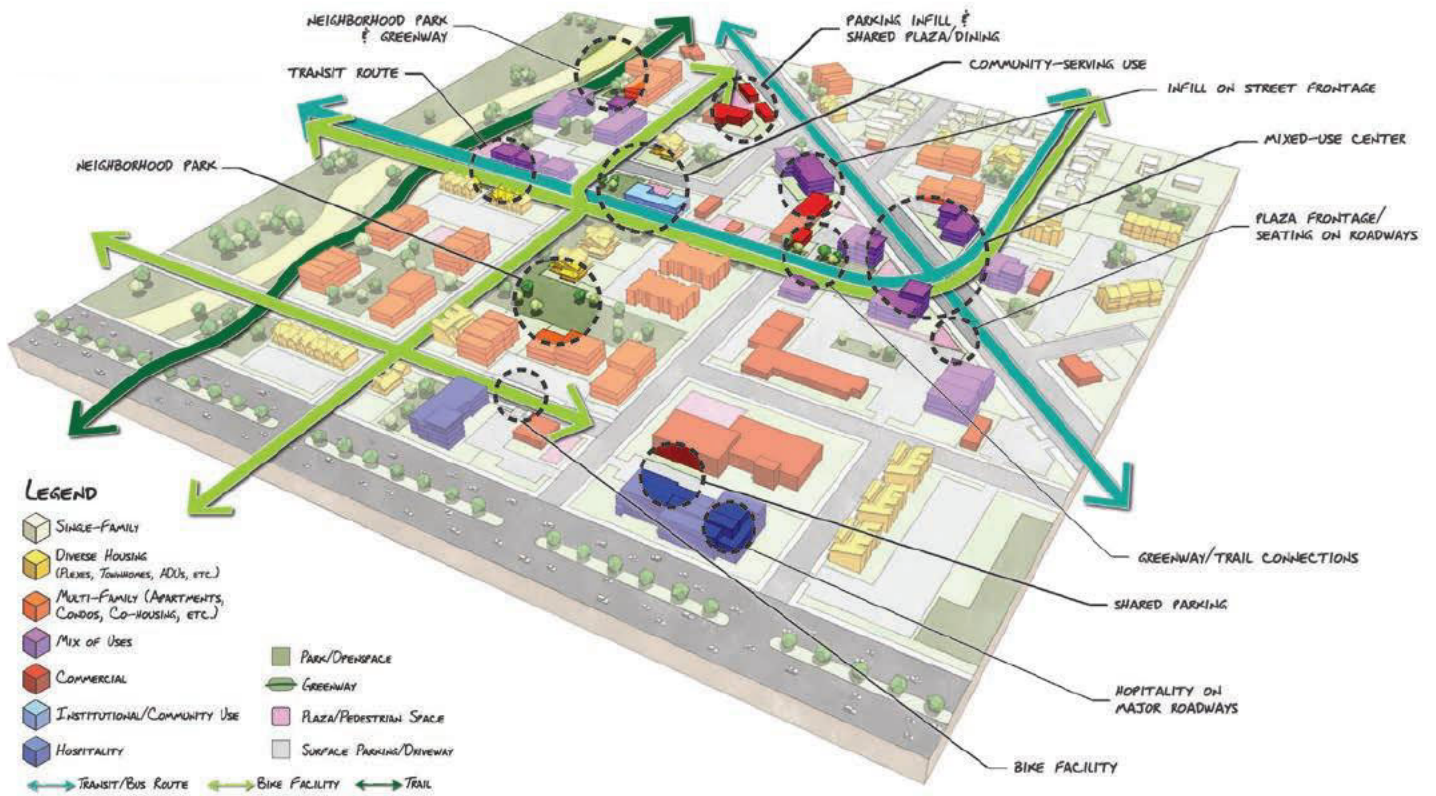 NEIGHBORHOOD PARK
& GREENWAY
TRANSIT ROUTE
NEIGHBORHOOD PARK
PARKING INFILL &
SHARED PLAZA/DINING
COMMUNITY-SERVING USE
INFILL ON STREET FRONTAGE
MIXED-USE CENTER
PLAZA FRONTAGE/
SEATING ON ROADWAYS
GREENWAY/TRAIL CONNECTIONS
SHARED PARKING
HOPITALITY ON
MAJOR ROADWAYS
BIKE FACILITY
LEGEND
SINGLE-FAMILY
DIVERSE HOUSING
(PLEXES, TOWNHOMES, ADUS, ETC.)
MULTI-FAMILY (APARTMENTS,
CONDOS, CO-HOUSING, ETC.)
MIX OF USES
COMMERCIAL
INSTITUTIONAL/COMMUNITY USE
HOSPITALITY
PARK/OPENSPACE
GREENWAY
PLAZA/PEDESTRIAN SPACE
SURFACE PARKING/DRIVEWAY
TRANSIT/BUS ROUTE
BIKE FACILITY
TRAIL